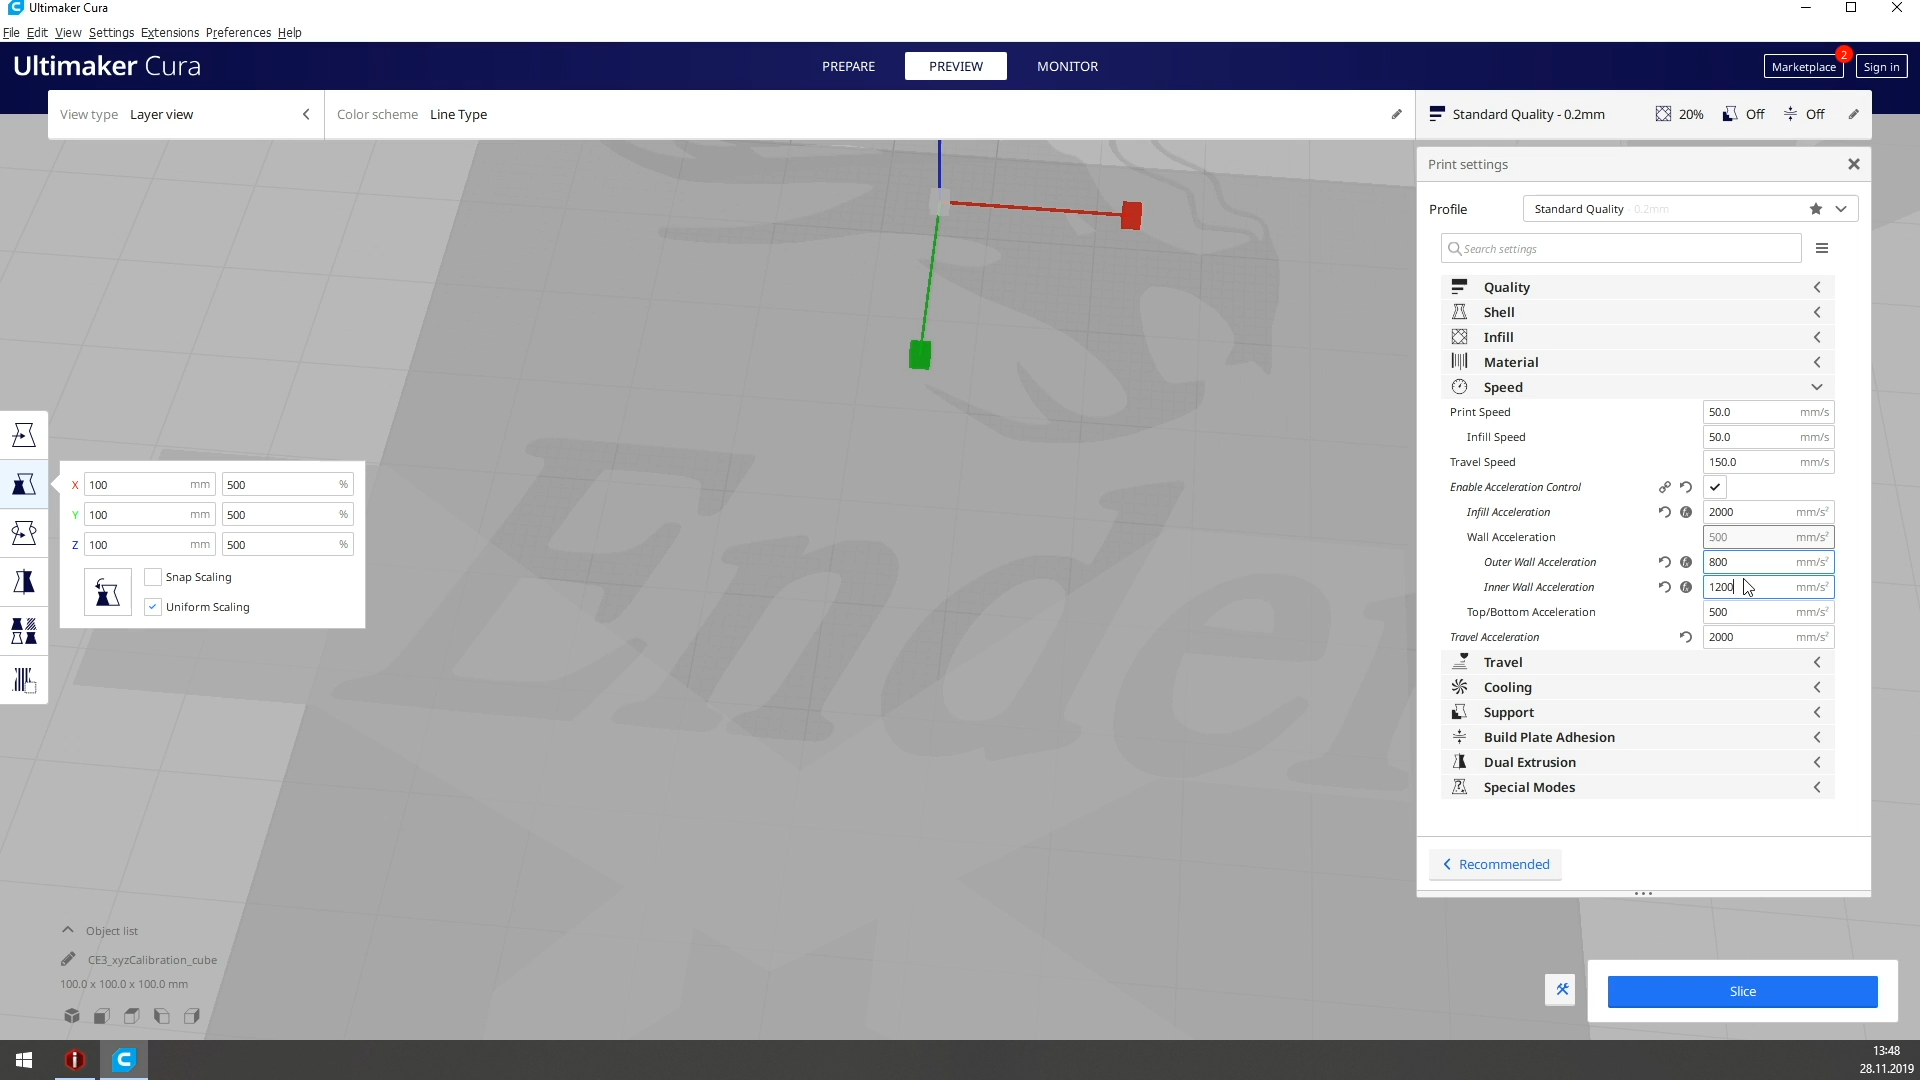 Ultimaker Cura
File Edit View Settings Extensions Preferences Help
Ultimaker Cura
PREPARE PREVIEW MONITOR
Marketplace 2 Sign in
View type Layer view
Color scheme Line Type
Standard Quality - 0.2mm 20% Off Off
Print settings
Profile Standard Quality - 0.2mm
Search settings
Quality
Shell
Infill
Material
Speed
Print Speed 50.0 mm/s
Infill Speed 50.0 mm/s
Travel Speed 150.0 mm/s
Enable Acceleration Control
Infill Acceleration 2000 mm/s²
Wall Acceleration 500 mm/s²
Outer Wall Acceleration 800 mm/s²
Inner Wall Acceleration 1200 mm/s²
Top/Bottom Acceleration 500 mm/s²
Travel Acceleration 2000 mm/s²
Travel
Cooling
Support
Build Plate Adhesion
Dual Extrusion
Special Modes
Recommended
X 100 mm 500 %
Y 100 mm 500 %
Z 100 mm 500 %
Snap Scaling
Uniform Scaling
Ender
Object list
CE3_xyzCalibration_cube
100.0 x 100.0 x 100.0 mm
Slice
13:48
28.11.2019